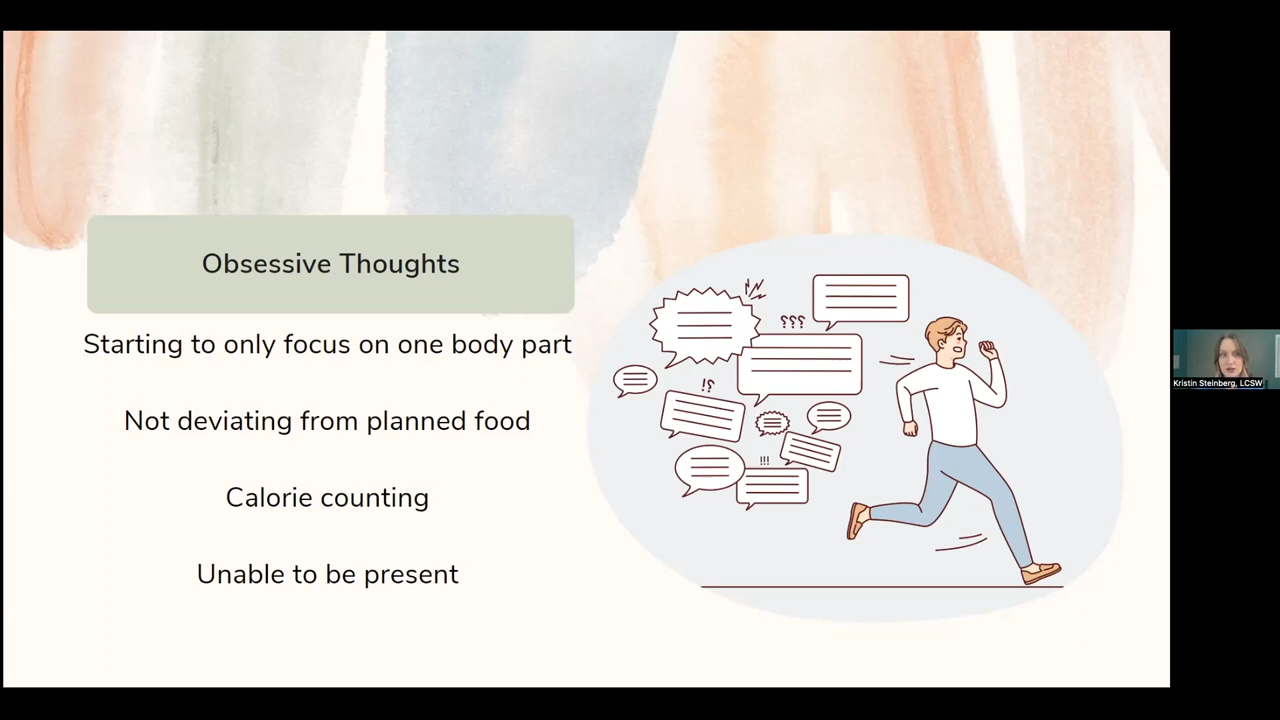 Obsessive Thoughts
Starting to only focus on one body part
Not deviating from planned food
Calorie counting
Unable to be present
???
!?
!!!
Kristin Steinberg, LCSW